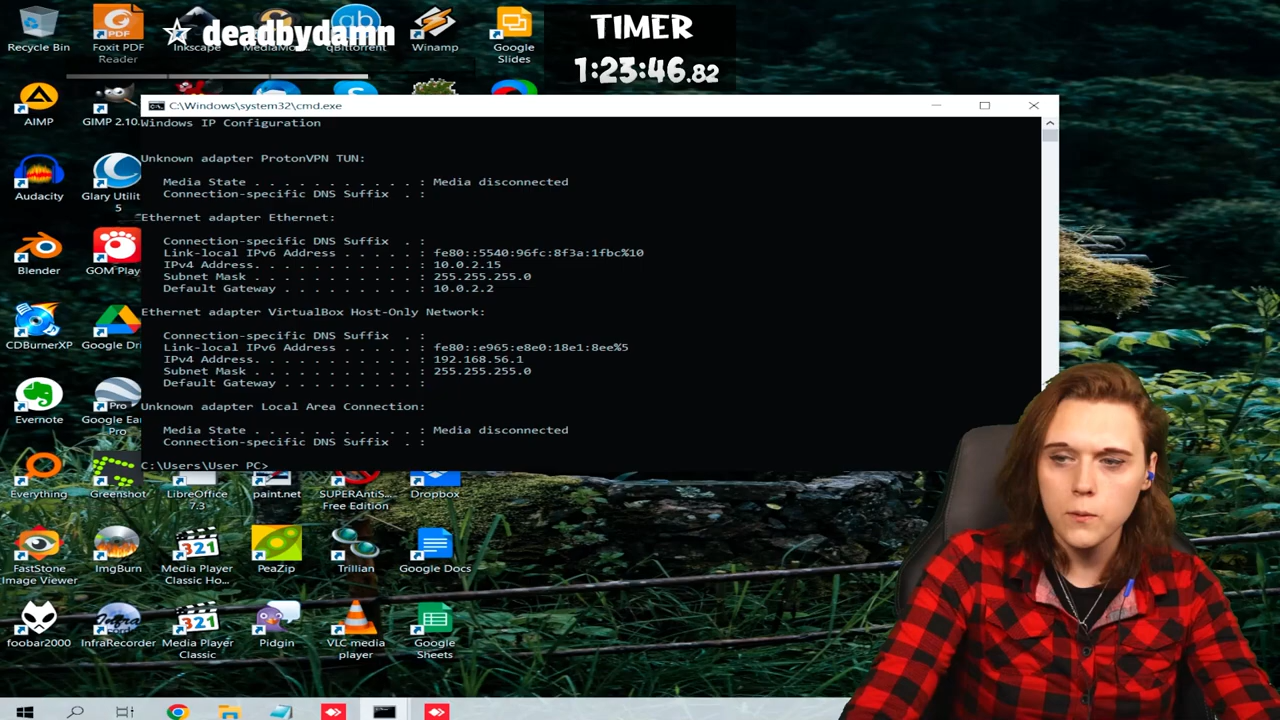 deadbydamn
TIMER
1:23:46.82
Recycle Bin
Foxit PDF
Reader
Inkscape
qBittorrent
Winamp
Google
Slides
AIMP
GIMP 2.10.
Audacity
Glary Utilit
5
Blender
GOM Play
CDBurnerXP
Google Dri
Evernote
Google Ear
Pro
Everything
Greenshot
LibreOffice
7.3
paint.net
SUPERAntiS...
Free Edition
Dropbox
FastStone
Image Viewer
ImgBurn
Media Player
Classic Ho...
PeaZip
Trillian
Google Docs
foobar2000
InfraRecorder
Media Player
Classic
Pidgin
VLC media
player
Google
Sheets
C:\Windows\system32\cmd.exe
Windows IP Configuration
Unknown adapter ProtonVPN TUN:
Media State . . . . . . . . . . . : Media disconnected
Connection-specific DNS Suffix . :
Ethernet adapter Ethernet:
Connection-specific DNS Suffix . :
Link-local IPv6 Address . . . . . : fe80::5540:96fc:8f3a:1fbc%10
IPv4 Address. . . . . . . . . . . : 10.0.2.15
Subnet Mask . . . . . . . . . . . : 255.255.255.0
Default Gateway . . . . . . . . . : 10.0.2.2
Ethernet adapter VirtualBox Host-Only Network:
Connection-specific DNS Suffix . :
Link-local IPv6 Address . . . . . : fe80::e965:e8e0:18e1:8ee%5
IPv4 Address. . . . . . . . . . . : 192.168.56.1
Subnet Mask . . . . . . . . . . . : 255.255.255.0
Default Gateway . . . . . . . . . :
Unknown adapter Local Area Connection:
Media State . . . . . . . . . . . : Media disconnected
Connection-specific DNS Suffix . :
C:\Users\User PC>